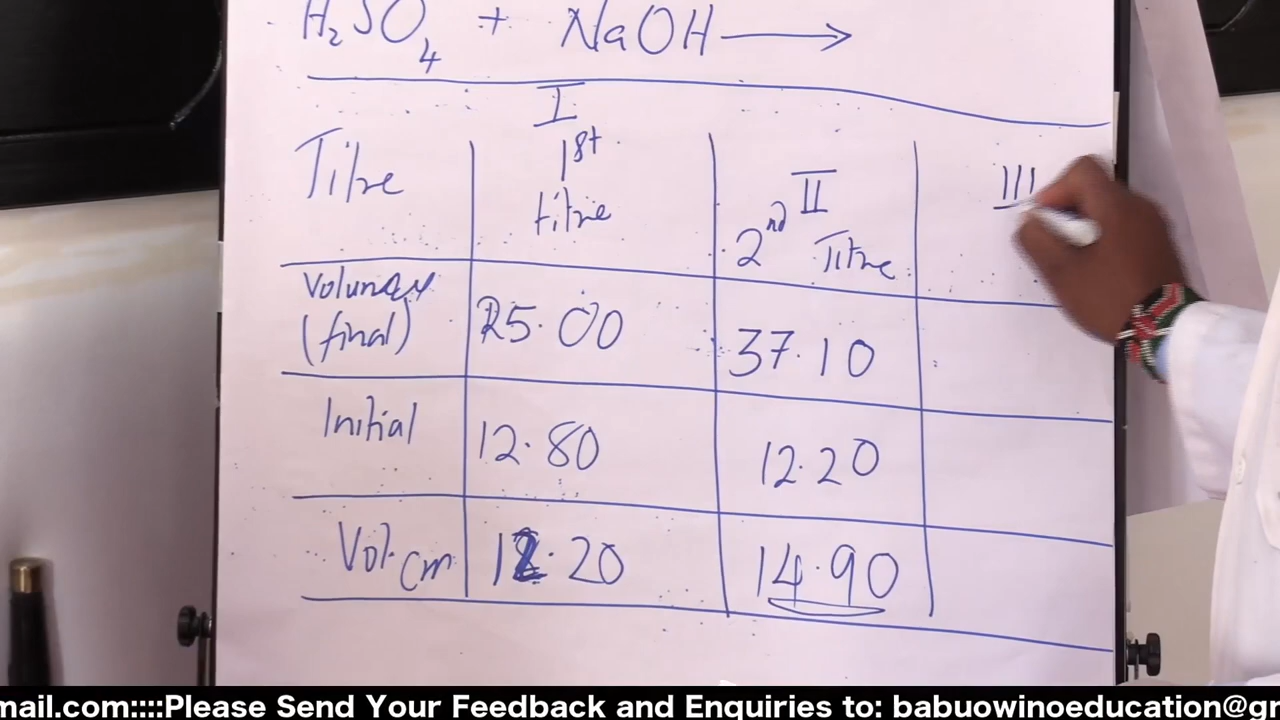 H₂SO₄ + NaOH ⟶
Titre I 1st titre II 2nd Titre III
(final) 25.00 37.10
Initial 12.80 12.20
Vol. cm 12.20 14.90
mail.com::::Please Send Your Feedback and Enquiries to: babuowinoeducation@gr